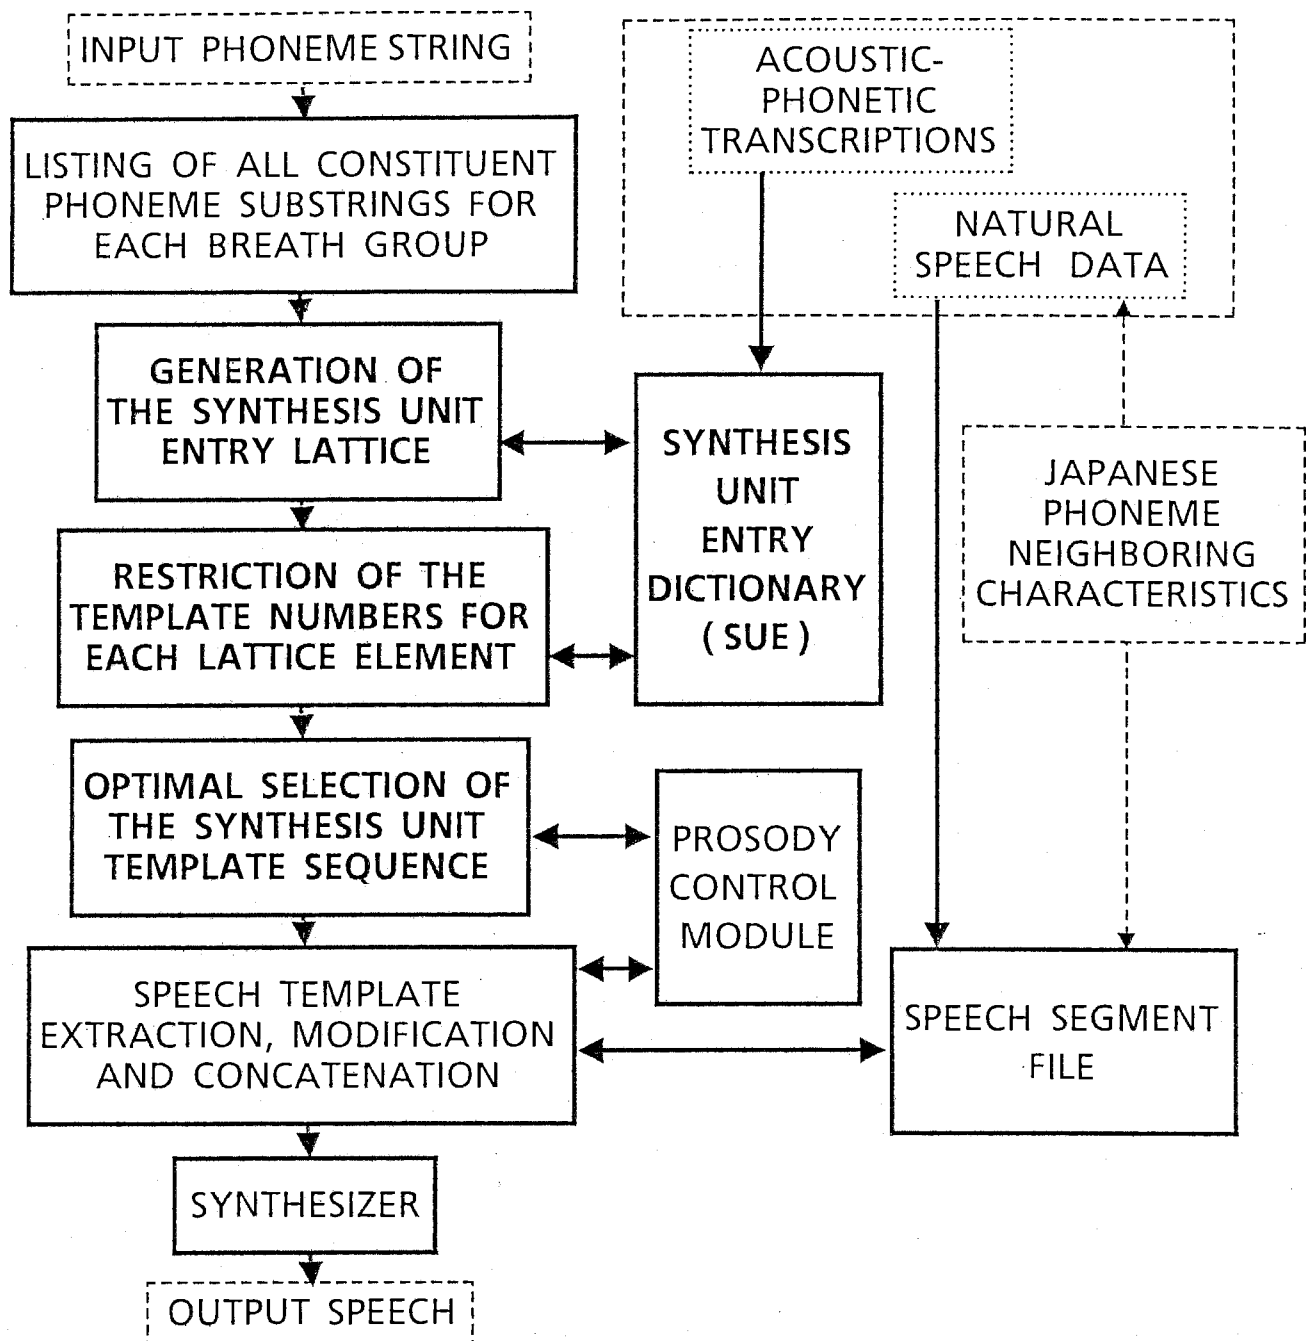 INPUT PHONEME STRING
LISTING OF ALL CONSTITUENT
PHONEME SUBSTRINGS FOR
EACH BREATH GROUP
GENERATION OF
THE SYNTHESIS UNIT
ENTRY LATTICE
RESTRICTION OF THE
TEMPLATE NUMBERS FOR
EACH LATTICE ELEMENT
OPTIMAL SELECTION OF
THE SYNTHESIS UNIT
TEMPLATE SEQUENCE
SPEECH TEMPLATE
EXTRACTION, MODIFICATION
AND CONCATENATION
SYNTHESIZER
OUTPUT SPEECH
ACOUSTIC-
PHONETIC
TRANSCRIPTIONS
NATURAL
SPEECH DATA
SYNTHESIS
UNIT
ENTRY
DICTIONARY
( SUE )
JAPANESE
PHONEME
NEIGHBORING
CHARACTERISTICS
PROSODY
CONTROL
MODULE
SPEECH SEGMENT
FILE